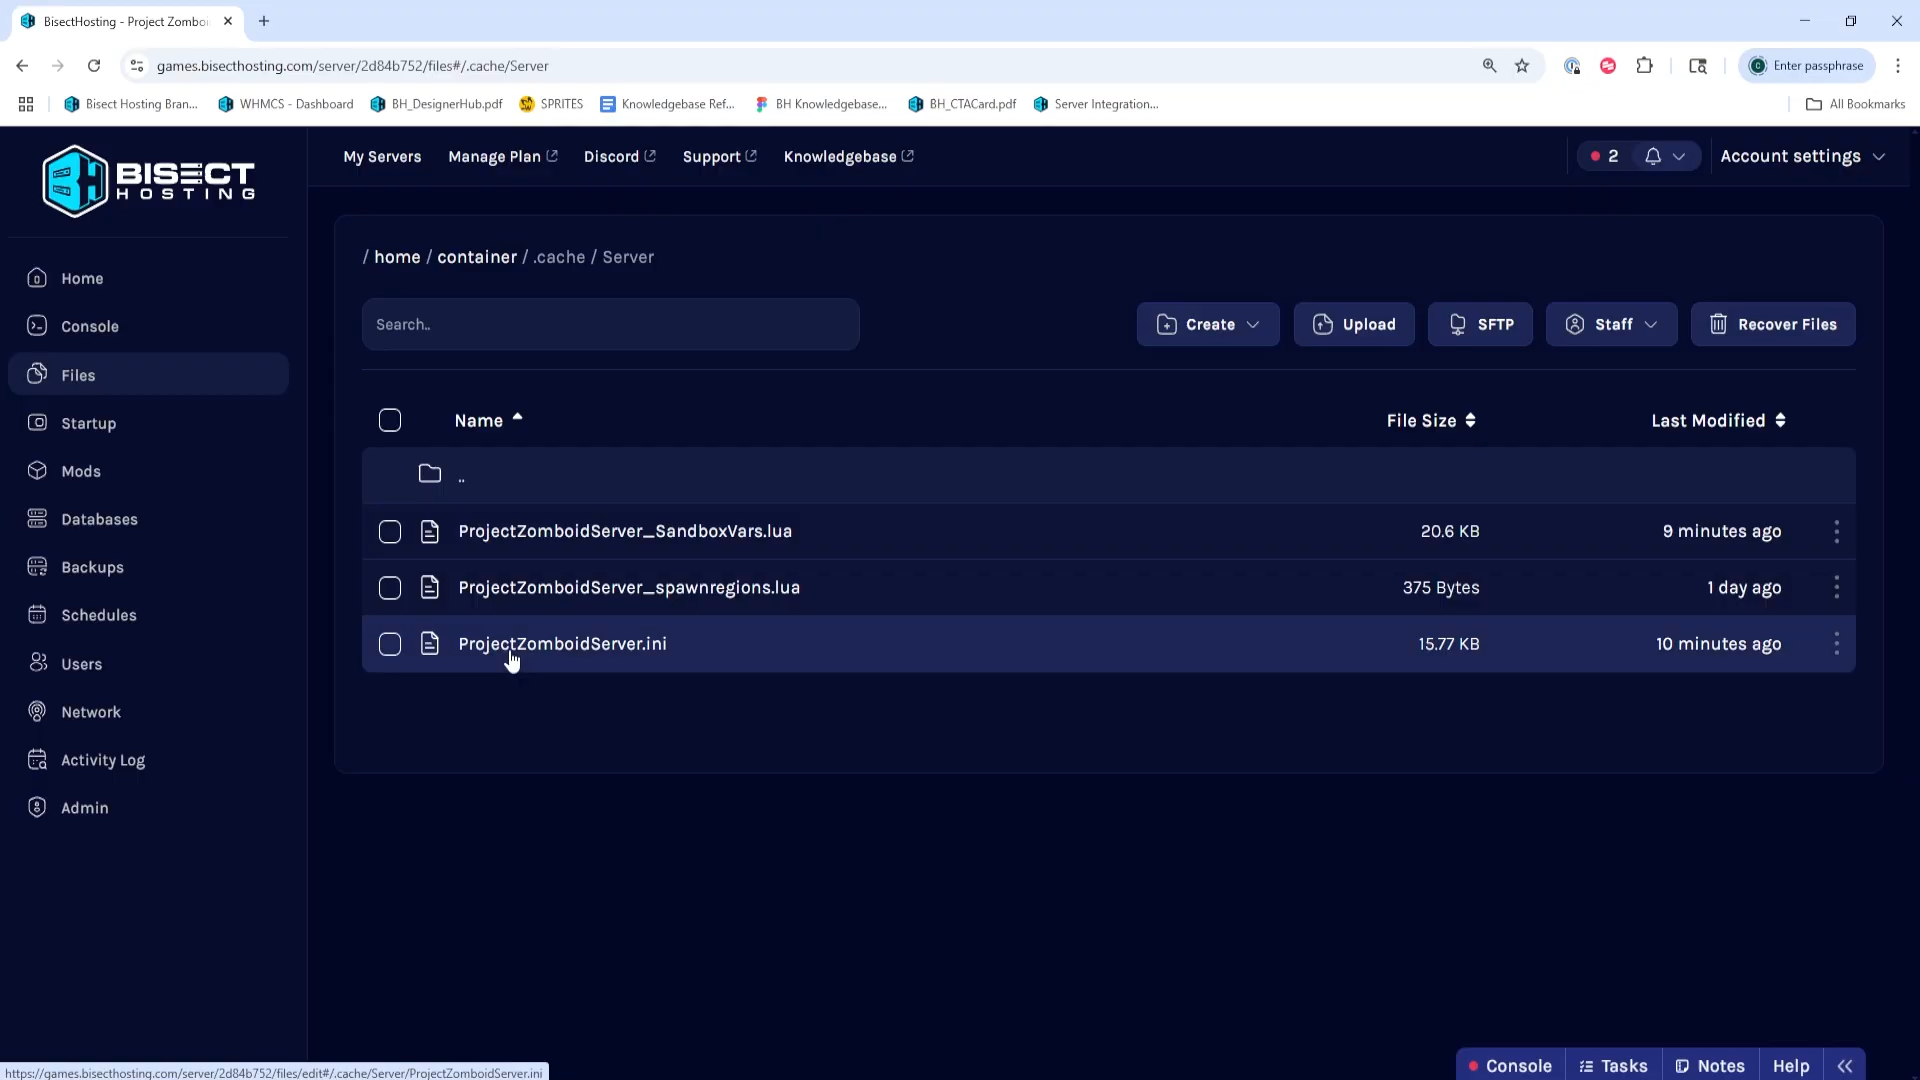 BisectHosting - Project Zombo
games.bisecthosting.com/server/2d84b752/files#/.cache/Server
Enter passphrase
Bisect Hosting Bran...
WHMCS - Dashboard
BH_DesignerHub.pdf
SPRITES
Knowledgebase Ref...
BH Knowledgebase...
BH_CTACard.pdf
Server Integration...
All Bookmarks
BISECT
HOSTING
My Servers
Manage Plan
Discord
Support
Knowledgebase
2
Account settings
Home
Console
Files
Startup
Mods
Databases
Backups
Schedules
Users
Network
Activity Log
Admin
/ home / container / .cache / Server
Search..
Create
Upload
SFTP
Staff
Recover Files
Name
File Size
Last Modified
..
ProjectZomboidServer_SandboxVars.lua
20.6 KB
9 minutes ago
ProjectZomboidServer_spawnregions.lua
375 Bytes
1 day ago
ProjectZomboidServer.ini
15.77 KB
10 minutes ago
https://games.bisecthosting.com/server/2d84b752/files/edit#/.cache/Server/ProjectZomboidServer.ini
Console
Tasks
Notes
Help